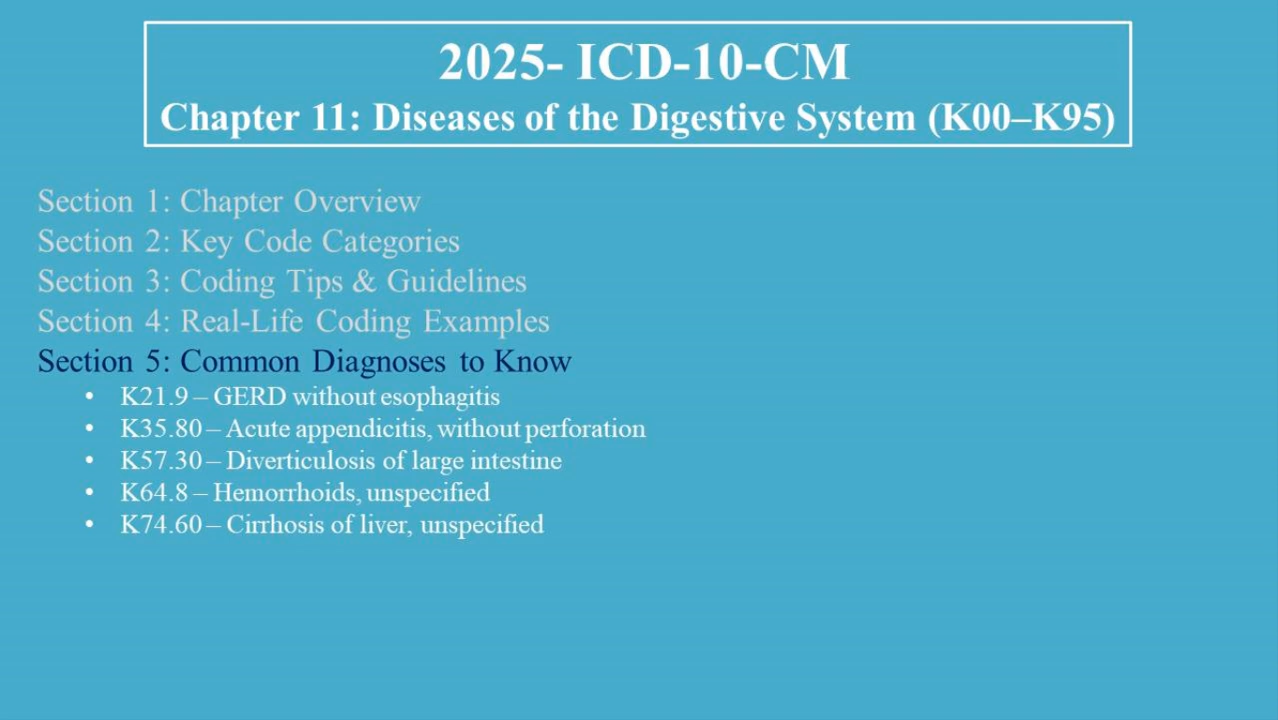 2025- ICD-10-CM
Chapter 11: Diseases of the Digestive System (K00–K95)
Section 1: Chapter Overview
Section 2: Key Code Categories
Section 3: Coding Tips & Guidelines
Section 4: Real-Life Coding Examples
Section 5: Common Diagnoses to Know
• K21.9 – GERD without esophagitis
• K35.80 – Acute appendicitis, without perforation
• K57.30 – Diverticulosis of large intestine
• K64.8 – Hemorrhoids, unspecified
• K74.60 – Cirrhosis of liver, unspecified